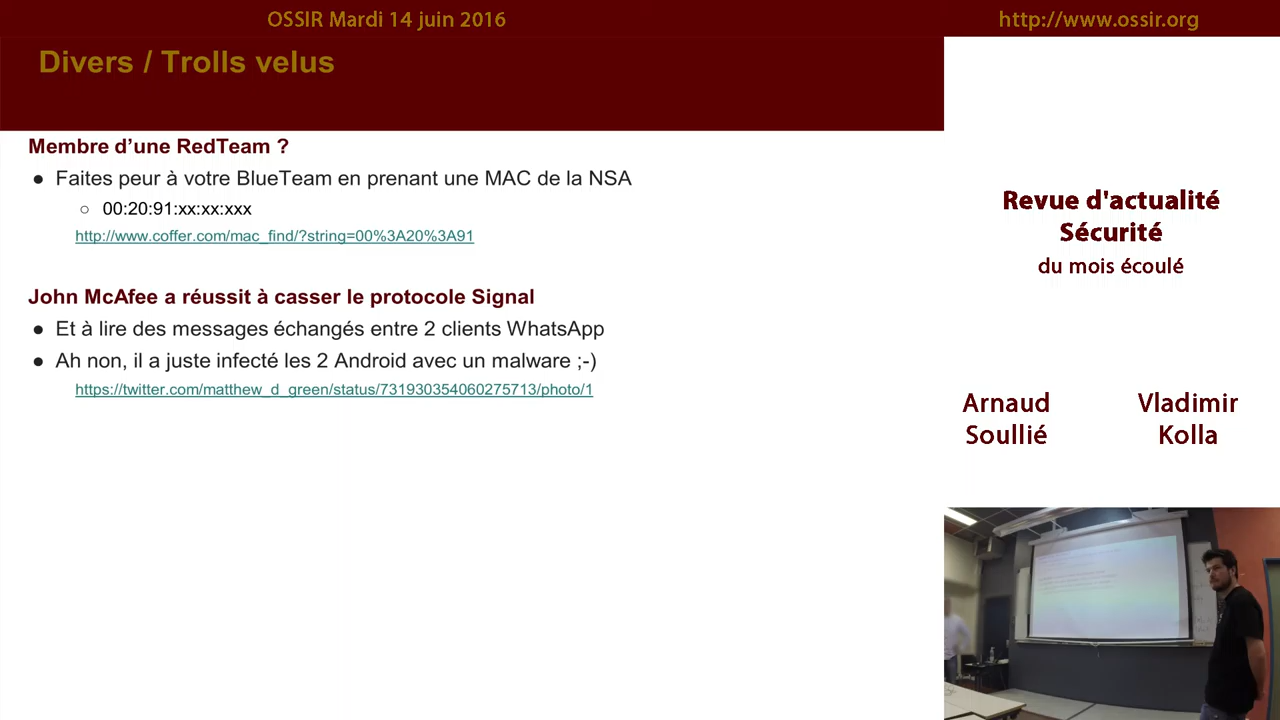 OSSIR Mardi 14 juin 2016
http://www.ossir.org
Divers / Trolls velus
Membre d’une RedTeam ?
● Faites peur à votre BlueTeam en prenant une MAC de la NSA
○ 00:20:91:xx:xx:xxx
http://www.coffer.com/mac_find/?string=00%3A20%3A91
John McAfee a réussit à casser le protocole Signal
● Et à lire des messages échangés entre 2 clients WhatsApp
● Ah non, il a juste infecté les 2 Android avec un malware ;-)
https://twitter.com/matthew_d_green/status/731930354060275713/photo/1
Revue d'actualité
Sécurité
du mois écoulé
Arnaud
Soullié
Vladimir
Kolla